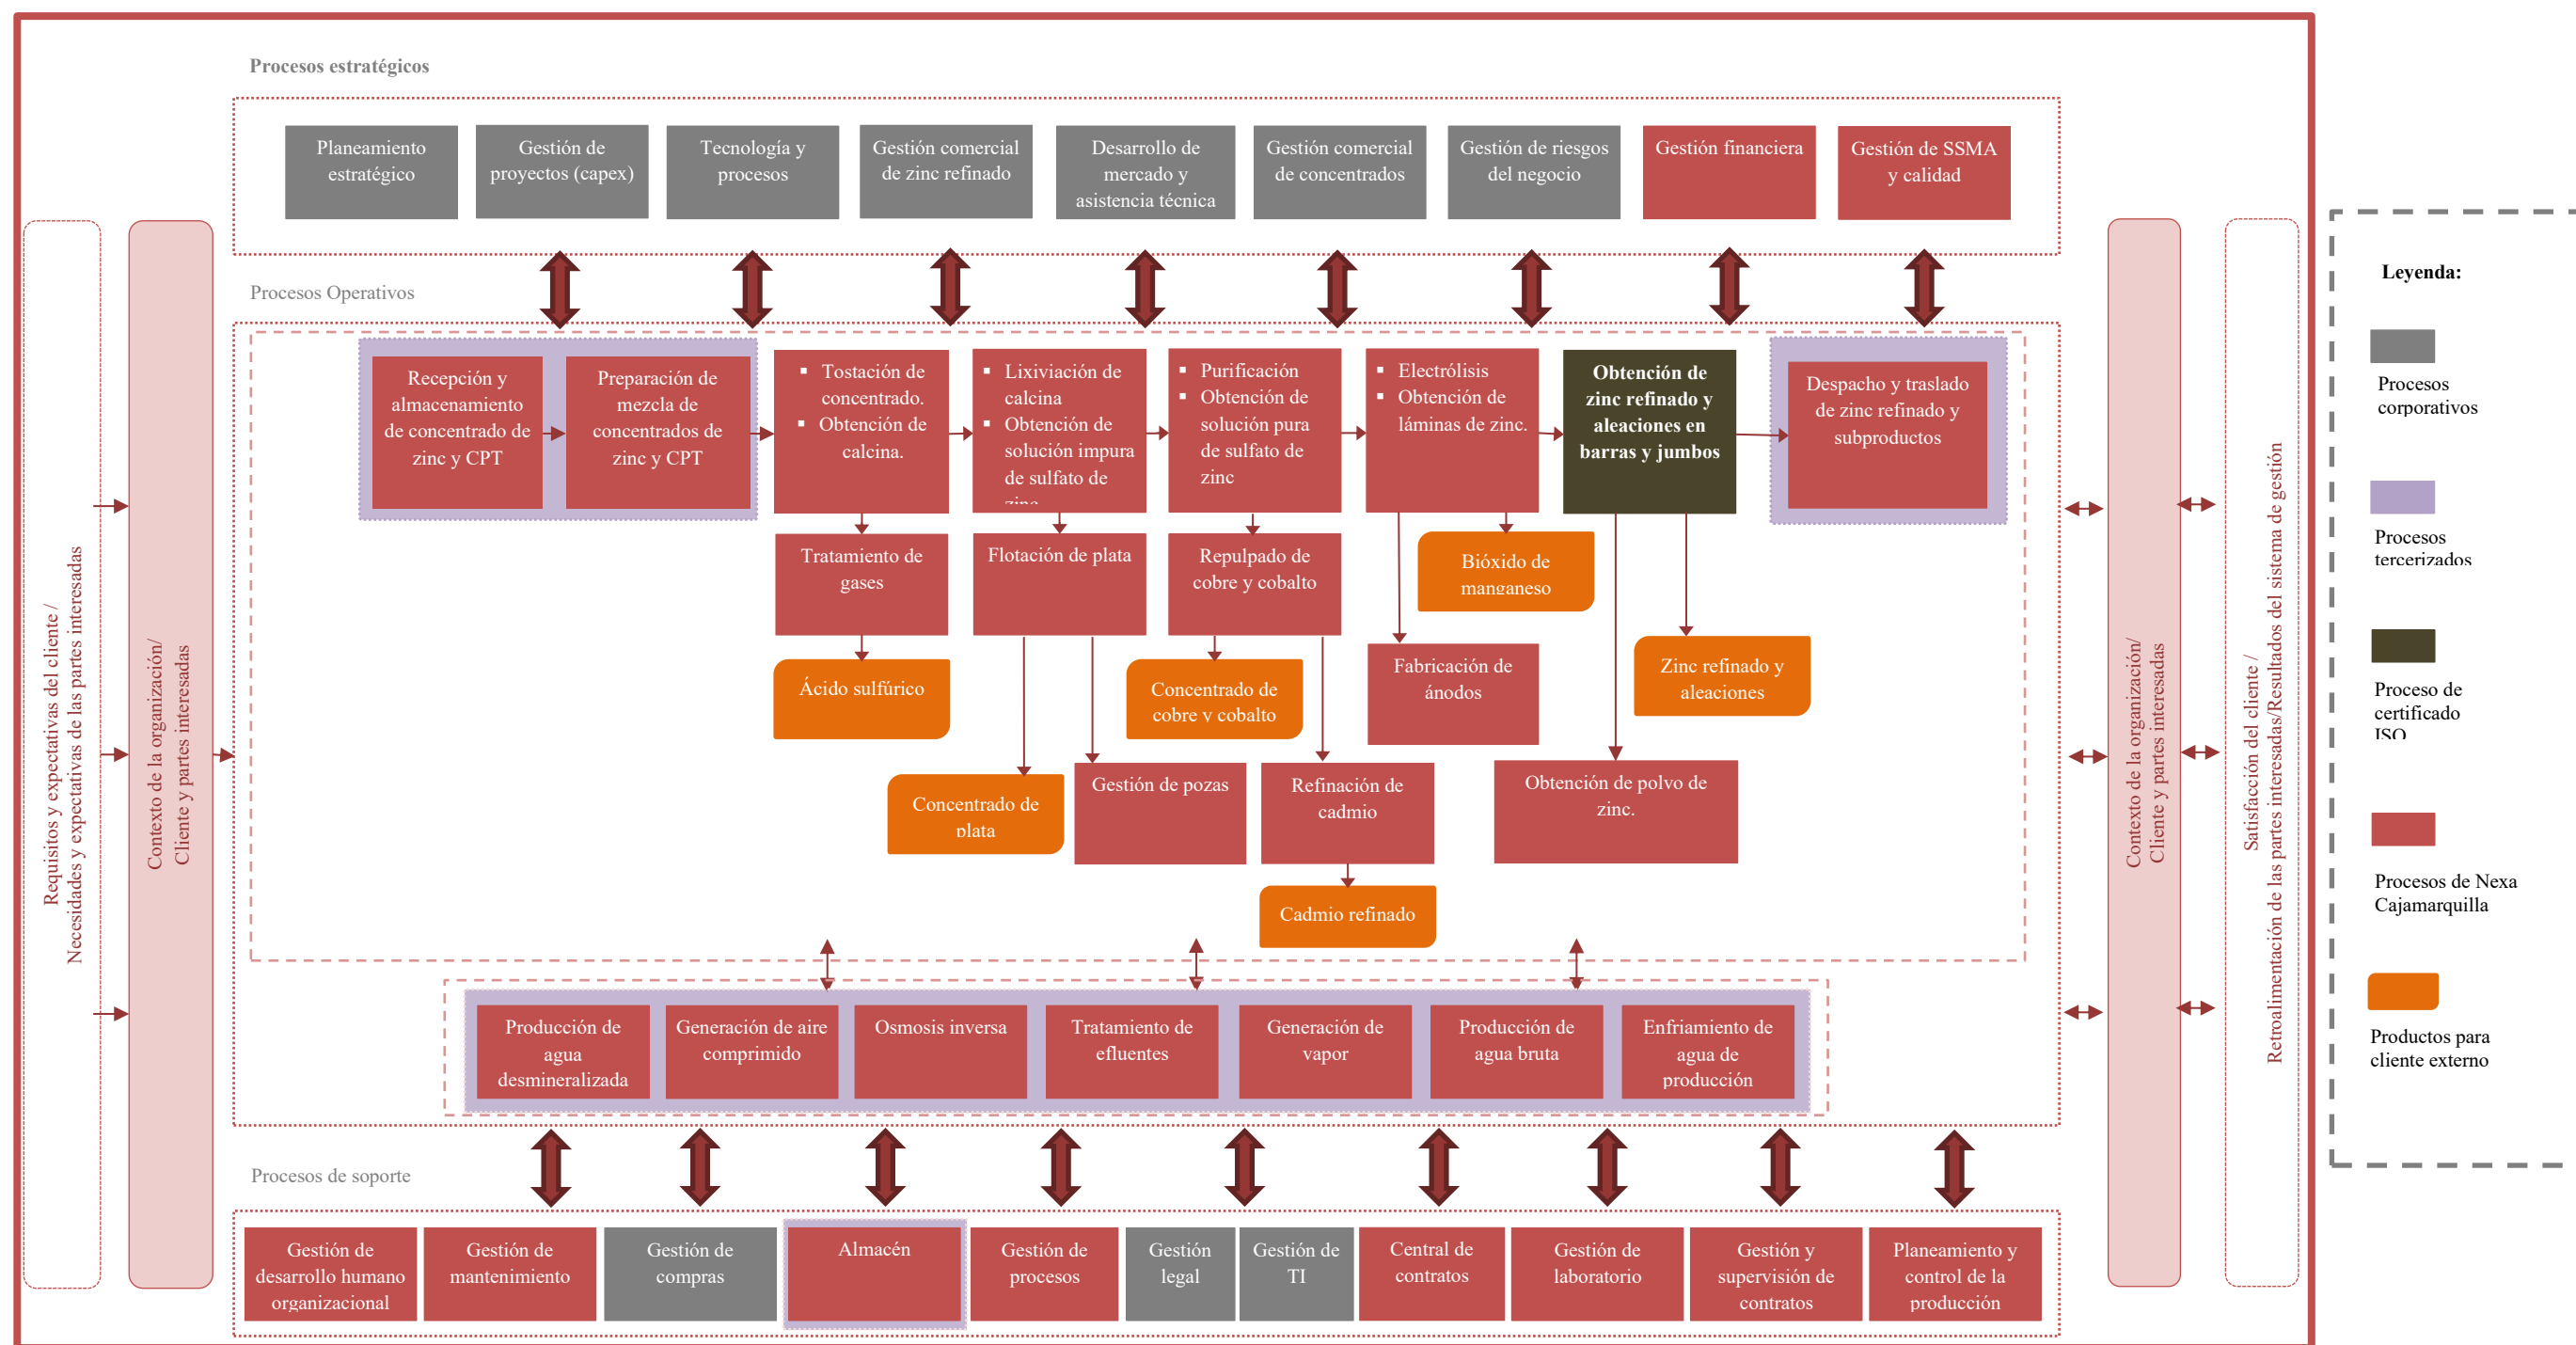 Procesos estratégicos
Planeamiento
estratégico
Gestión de
proyectos (capex)
Tecnología y
procesos
Gestión comercial
de zinc refinado
Desarrollo de
mercado y
asistencia técnica
Gestión comercial
de concentrados
Gestión de riesgos
del negocio
Gestión financiera
Gestión de SSMA
y calidad
Procesos Operativos
Recepción y
almacenamiento
de concentrado de
zinc y CPT
Preparación de
mezcla de
concentrados de
zinc y CPT
▪ Tostación de
concentrado.
▪ Obtención de
calcina.
▪ Lixiviación de
calcina
▪ Obtención de
solución impura
de sulfato de
zinc
▪ Purificación
▪ Obtención de
solución pura
de sulfato de
zinc
▪ Electrólisis
▪ Obtención de
láminas de zinc.
Obtención de
zinc refinado y
aleaciones en
barras y jumbos
Despacho y traslado
de zinc refinado y
subproductos
Tratamiento de
gases
Flotación de plata
Repulpado de
cobre y cobalto
Bióxido de
manganeso
Ácido sulfúrico
Concentrado de
cobre y cobalto
Fabricación de
ánodos
Zinc refinado y
aleaciones
Concentrado de
plata
Gestión de pozas
Refinación de
cadmio
Obtención de polvo de
zinc.
Cadmio refinado
Producción de
agua
desmineralizada
Generación de aire
comprimido
Osmosis inversa
Tratamiento de
efluentes
Generación de
vapor
Producción de
agua bruta
Enfriamiento de
agua de
producción
Procesos de soporte
Gestión de
desarrollo humano
organizacional
Gestión de
mantenimiento
Gestión de
compras
Almacén
Gestión de
procesos
Gestión
legal
Gestión de
TI
Central de
contratos
Gestión de
laboratorio
Gestión y
supervisión de
contratos
Planeamiento y
control de la
producción
Requisitos y expectativas del cliente /
Necesidades y expectativas de las partes interesadas
Contexto de la organización/
Cliente y partes interesadas
Contexto de la organización/
Cliente y partes interesadas
Satisfacción del cliente /
Retroalimentación de las partes interesadas/Resultados del sistema de gestión
Leyenda:
Procesos
corporativos
Procesos
tercerizados
Proceso de
certificado
ISO
Procesos de Nexa
Cajamarquilla
Productos para
cliente externo